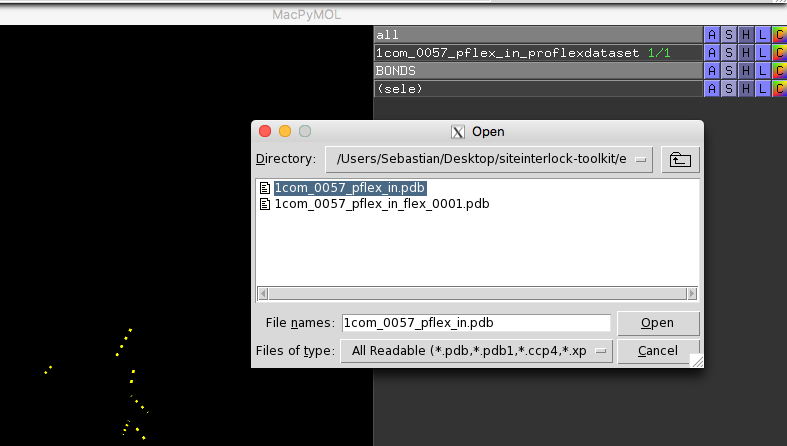 MacPyMOL
all A S H L C
1com_0057_pflex_in_proflexdataset 1/1 A S H L C
BONDS A S H L C
(sele) A S H L C
Open
Directory: /Users/Sebastian/Desktop/siteinterlock-toolkit/e
1com_0057_pflex_in.pdb
1com_0057_pflex_in_flex_0001.pdb
File names: 1com_0057_pflex_in.pdb Open
Files of type: All Readable (*.pdb,*.pdb1,*.ccp4,*.xp Cancel